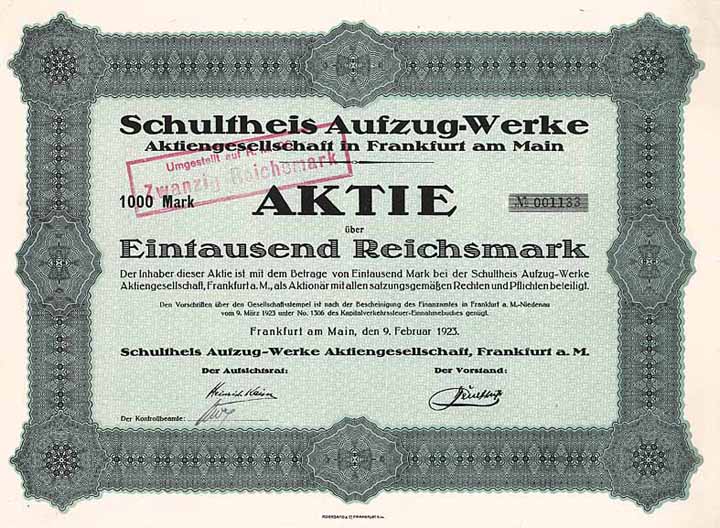 Schultheis Aufzug-Werke
Aktiengesellschaft in Frankfurt am Main
Umgestellt auf
Zwanzig Reichsmark
1000 Mark
AKTIE
№ 001133
über
Eintausend Reichsmark
Der Inhaber dieser Aktie ist mit dem Betrage von Eintausend Mark bei der Schultheis Aufzug-Werke
Aktiengesellschaft, Frankfurt a. M., als Aktionär mit allen satzungsgemäßen Rechten und Pflichten beteiligt.
Den Vorschriften über den Gesellschaftsstempel ist nach der Bescheinigung des Finanzamtes in Frankfurt a. M.-Niedenau
vom 9. März 1923 unter No. 1306 des Kapitalverkehrssteuer-Einnahmebuches genügt.
Frankfurt am Main, den 9. Februar 1923.
Schultheis Aufzug-Werke Aktiengesellschaft, Frankfurt a. M.
Der Aufsichtsrat:
Der Vorstand:
Heinrich
Der Kontrollbeamte: